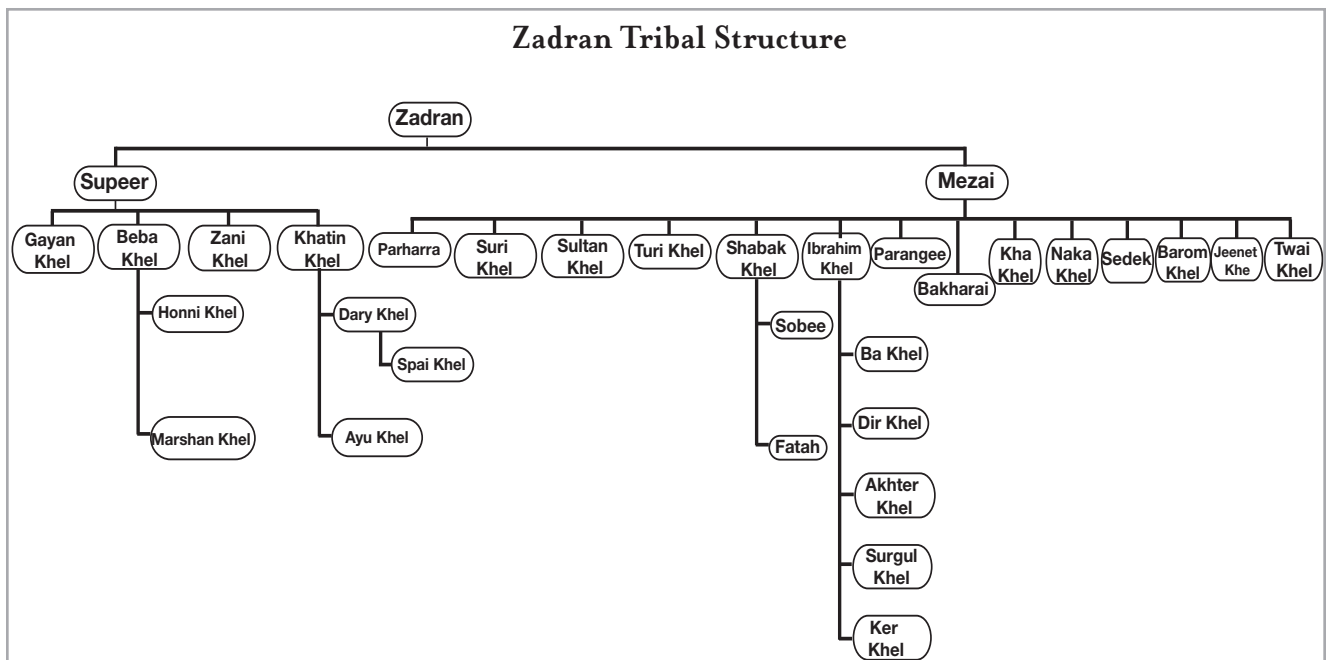 Zadran Tribal Structure
Zadran
Supeer
Mezai
Gayan
Khel
Beba
Khel
Zani
Khel
Khatin
Khel
Parharra
Suri
Khel
Sultan
Khel
Turi Khel
Shabak
Khel
Ibrahim
Khel
Parangee
Bakharai
Kha
Khel
Naka
Khel
Sedek
Barom
Khel
Jeenet
Khe
Twai
Khel
Honni Khel
Marshan Khel
Dary Khel
Spai Khel
Ayu Khel
Sobee
Fatah
Ba Khel
Dir Khel
Akhter
Khel
Surgul
Khel
Ker
Khel